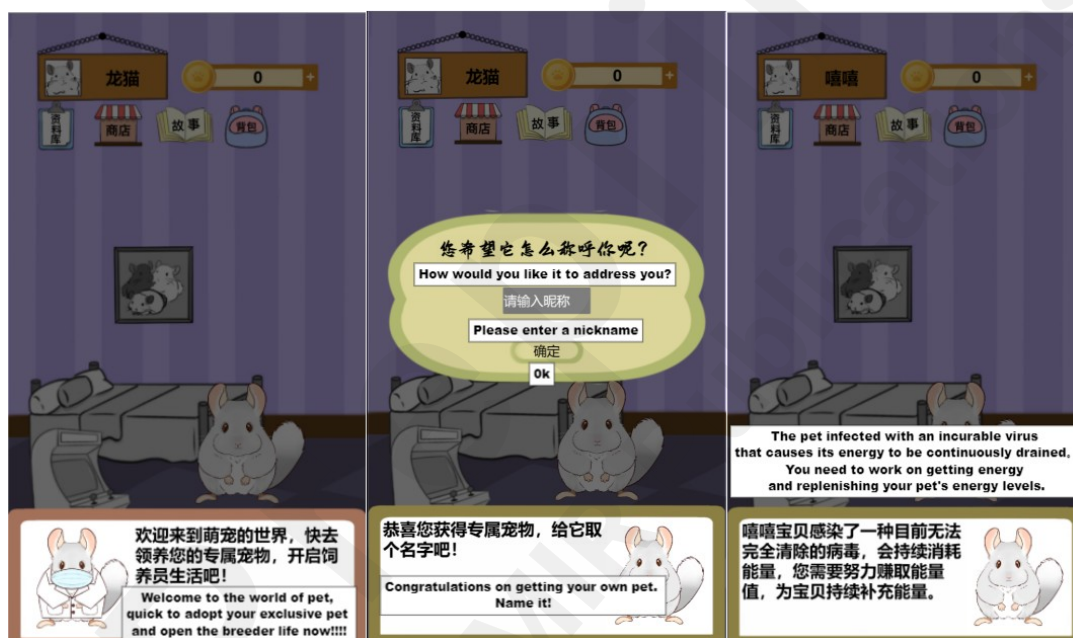 龙猫
0
+
资料库
商店
故事
背包
欢迎来到萌宠的世界，快去
领养您的专属宠物，开启饲
养员生活吧！
Welcome to the world of pet,
quick to adopt your exclusive pet
and open the breeder life now!!!!
龙猫
0
+
资料库
商店
故事
背包
您希望它怎么称呼你呢？
How would you like it to address you?
请输入昵称
Please enter a nickname
确定
Ok
恭喜您获得专属宠物，给它取
个名字吧！
Congratulations on getting your own pet.
Name it!
嘻嘻
0
+
资料库
商店
故事
背包
The pet infected with an incurable virus
that causes its energy to be continuously drained,
You need to work on getting energy
and replenishing your pet's energy levels.
嘻嘻宝贝感染了一种目前无法
完全清除的病毒，会持续消耗
能量，您需要努力赚取能量
值，为宝贝持续补充能量。